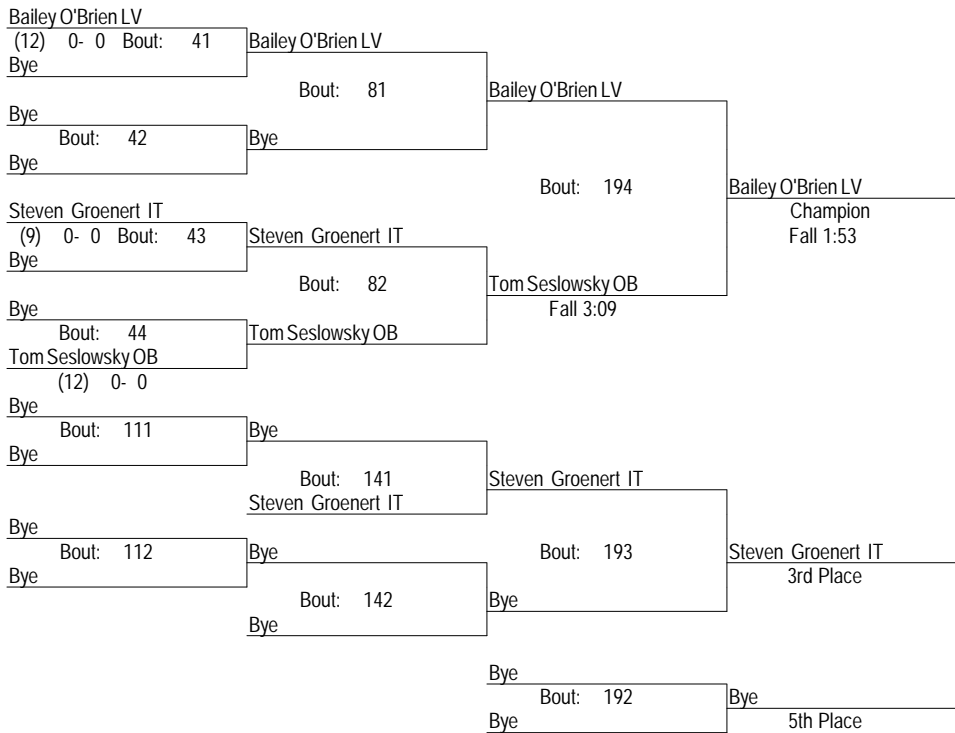 Bailey O'Brien LV
(12) 0- 0 Bout: 41 Bailey O'Brien LV
Bye
Bout: 81 Bailey O'Brien LV
Bye
Bout: 42 Bye
Bye
Bout: 194 Bailey O'Brien LV
Steven Groenert IT Champion
(9) 0- 0 Bout: 43 Steven Groenert IT Fall 1:53
Bye
Bout: 82 Tom Seslowsky OB
Bye Fall 3:09
Bout: 44 Tom Seslowsky OB
Tom Seslowsky OB
(12) 0- 0
Bye
Bout: 111 Bye
Bye
Bout: 141 Steven Groenert IT
Steven Groenert IT
Bye
Bout: 112 Bye Bout: 193 Steven Groenert IT
Bye 3rd Place
Bout: 142 Bye
Bye
Bye
Bout: 192 Bye
Bye 5th Place